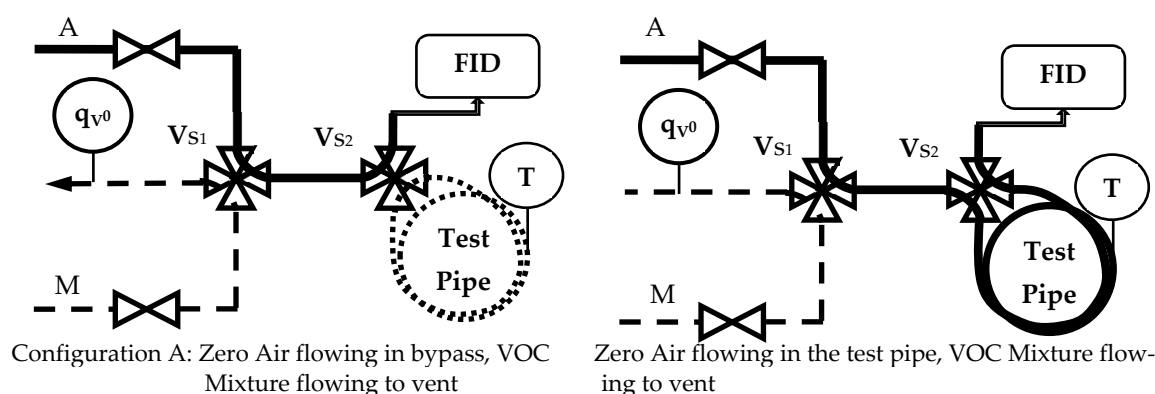 A
FID
qv⁰
VS1
VS2
T
Test
Pipe
M
Configuration A: Zero Air flowing in bypass, VOC
Mixture flowing to vent
A
FID
qv⁰
VS1
VS2
T
Test
Pipe
M
Zero Air flowing in the test pipe, VOC Mixture flow-
ing to vent